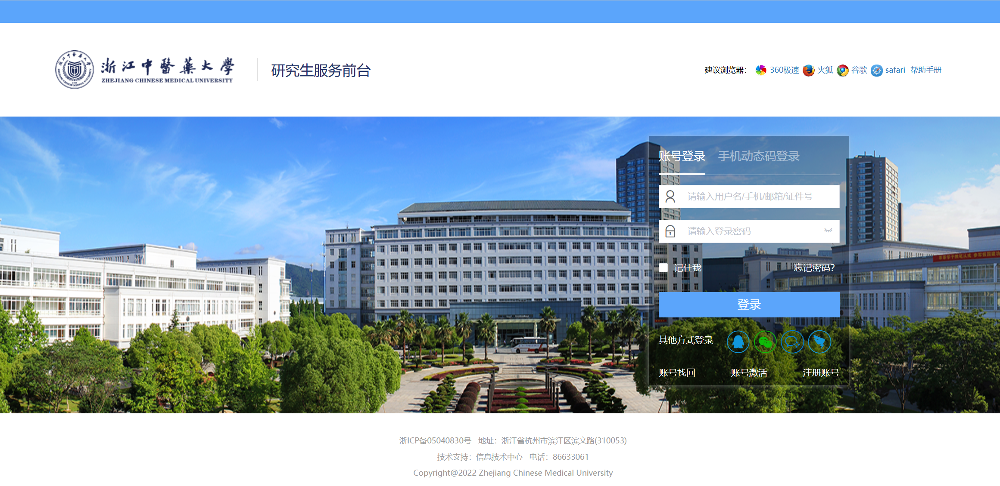 浙江中醫藥大學
ZHEJIANG CHINESE MEDICAL UNIVERSITY
研究生服务前台
建议浏览器： 360极速 火狐 谷歌 safari 帮助手册
账号登录 手机动态码登录
请输入用户名/手机/邮箱/证件号
请输入登录密码
记住我 忘记密码?
登录
其他方式登录
账号找回 账号激活 注册账号
浙ICP备05040830号 地址：浙江省杭州市滨江区滨文路(310053)
技术支持：信息技术中心 电话：86633061
Copyright@2022 Zhejiang Chinese Medical University